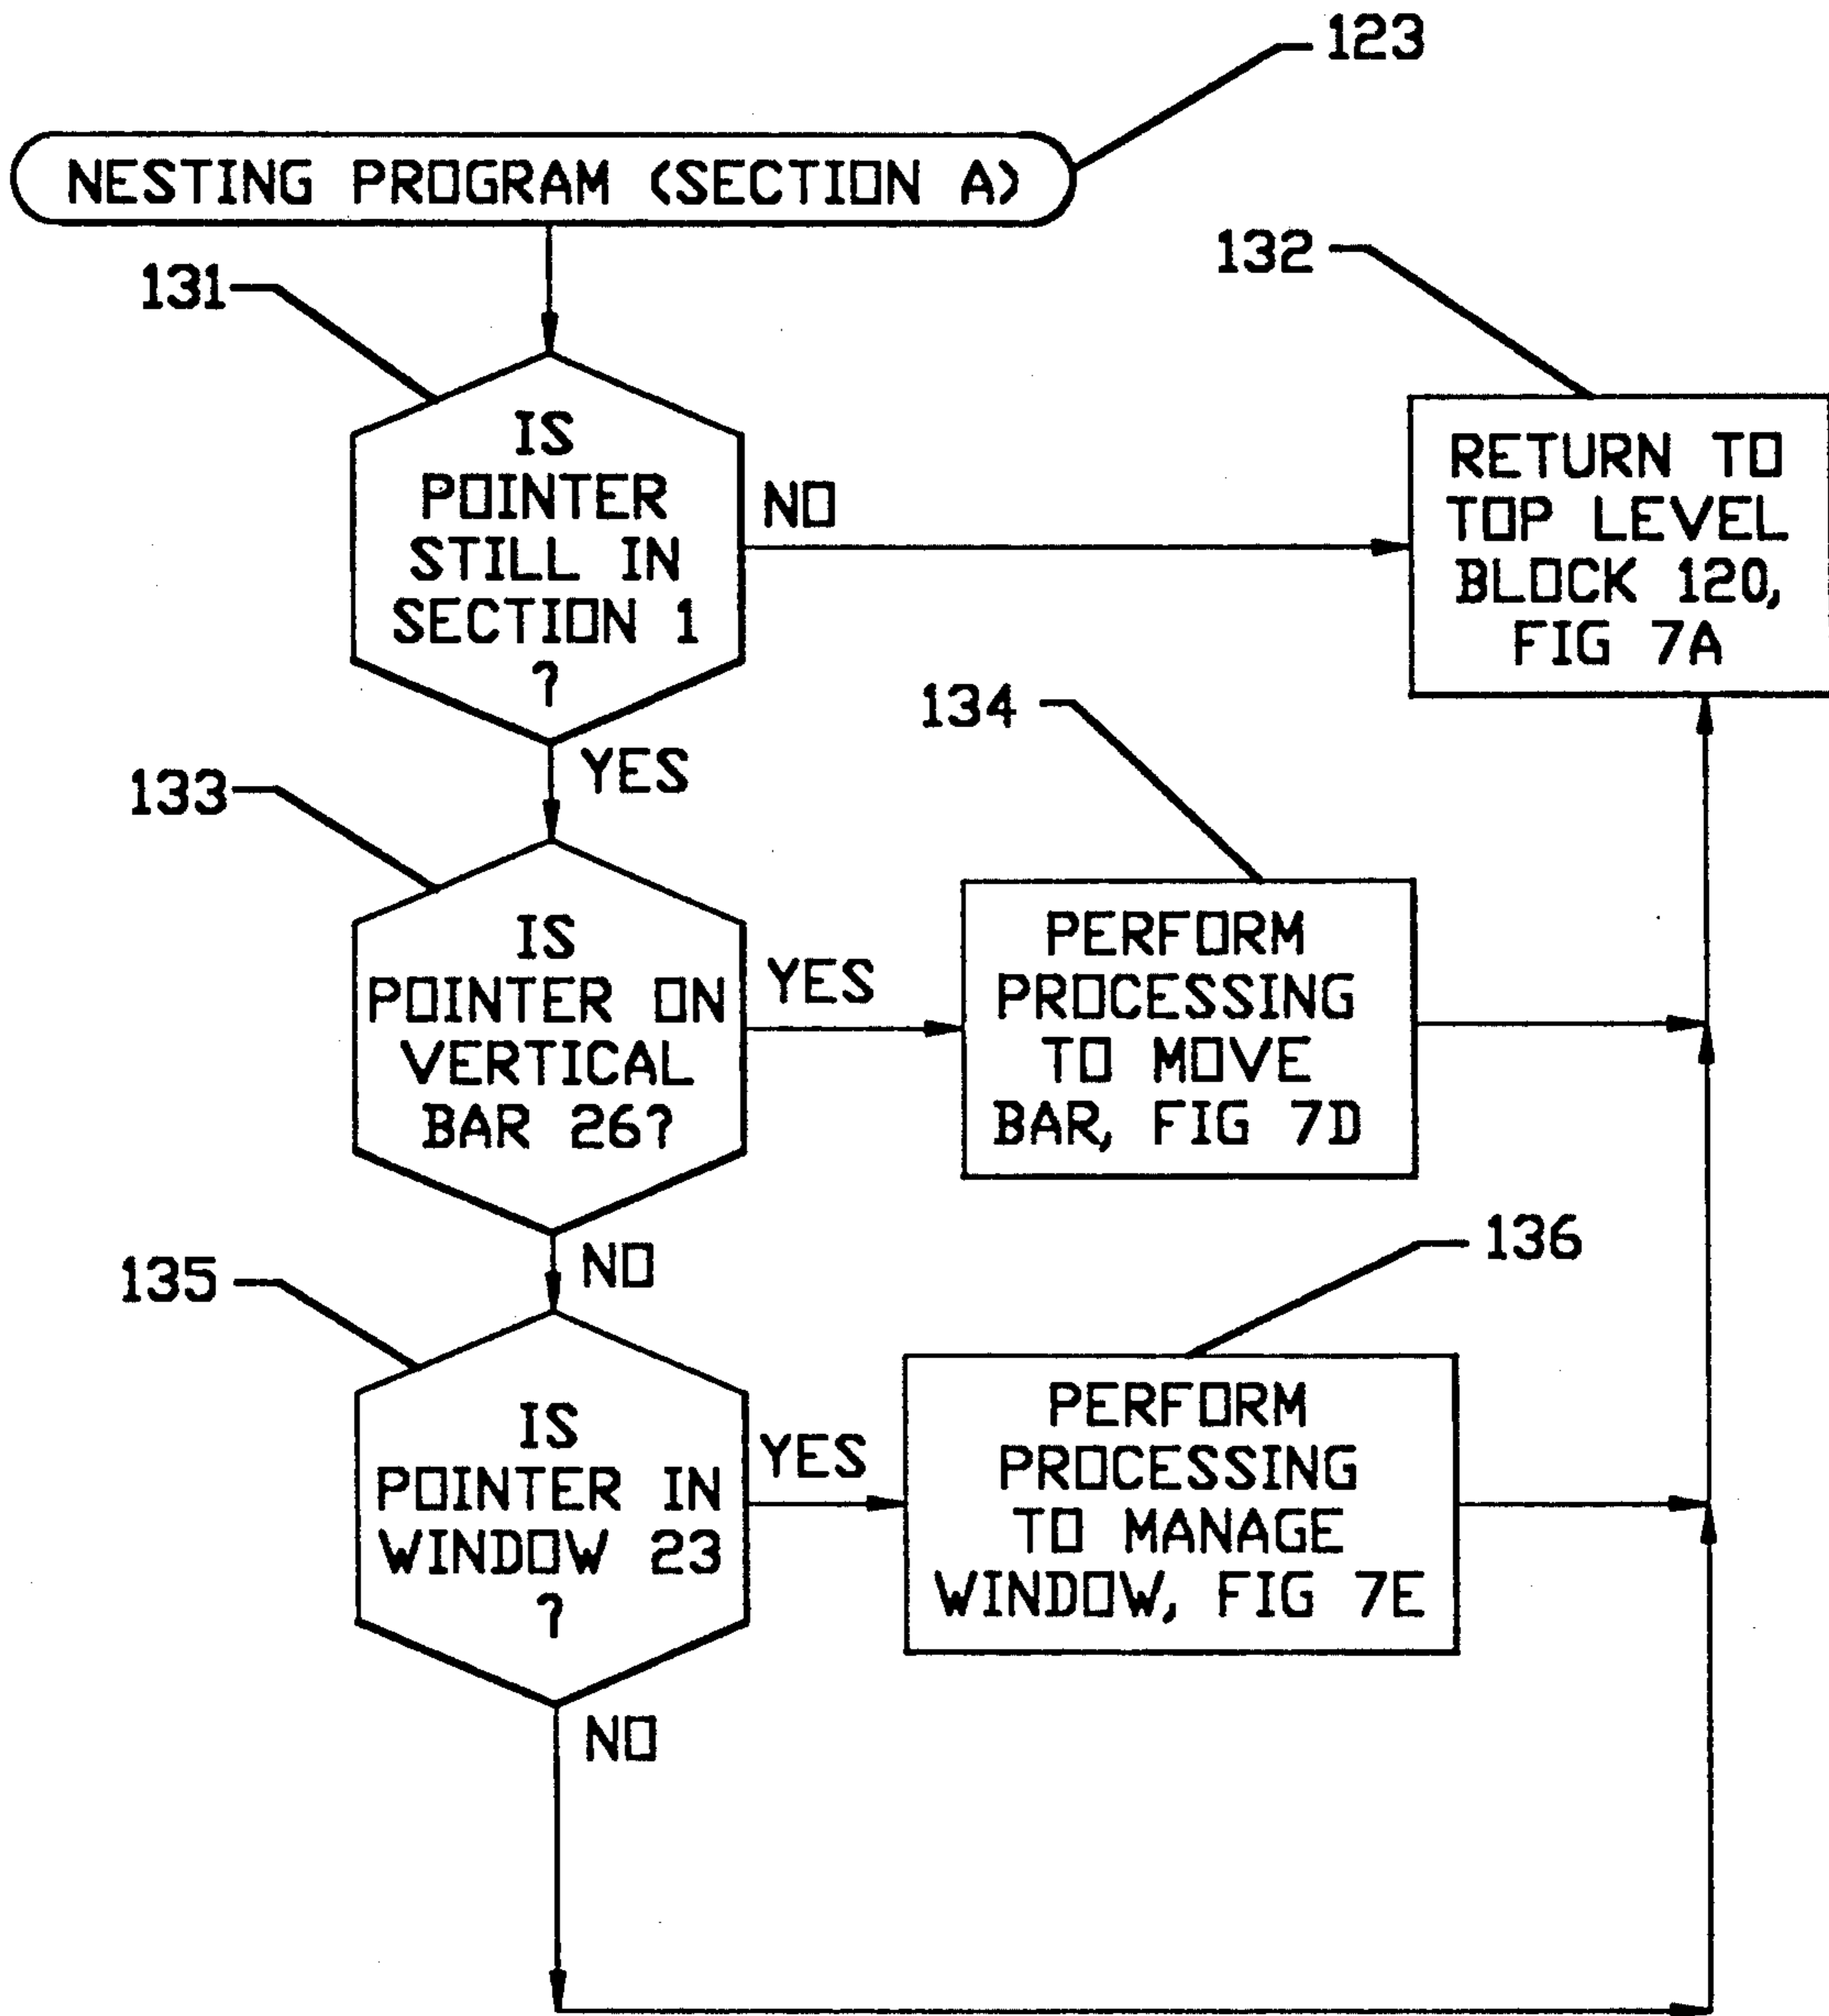 123
NESTING PROGRAM (SECTION A)
131
132
IS
POINTER
STILL IN
SECTION 1
?
NO
RETURN TO
TOP LEVEL
BLOCK 120,
FIG 7A
YES
133
134
IS
POINTER ON
VERTICAL
BAR 26?
YES
PERFORM
PROCESSING
TO MOVE
BAR, FIG 7D
NO
135
136
IS
POINTER IN
WINDOW 23
?
YES
PERFORM
PROCESSING
TO MANAGE
WINDOW, FIG 7E
NO